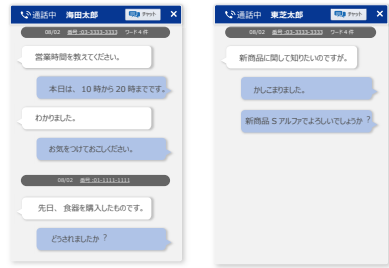 通話中 海田太郎 チャット ×
08/02 番号:03-3333-3333 ワード4件
営業時間を教えてください。
本日は、10時から20時までです。
わかりました。
お気をつけておこしください。
08/02 番号:01-1111-1111
先日、食器を購入したものです。
どうされましたか ?
通話中 東芝太郎 チャット ×
08/02 番号:03-3333-3333 ワード4件
新商品に関して知りたいのですが。
かしこまりました。
新商品 S アルファでよろしいでしょうか ?